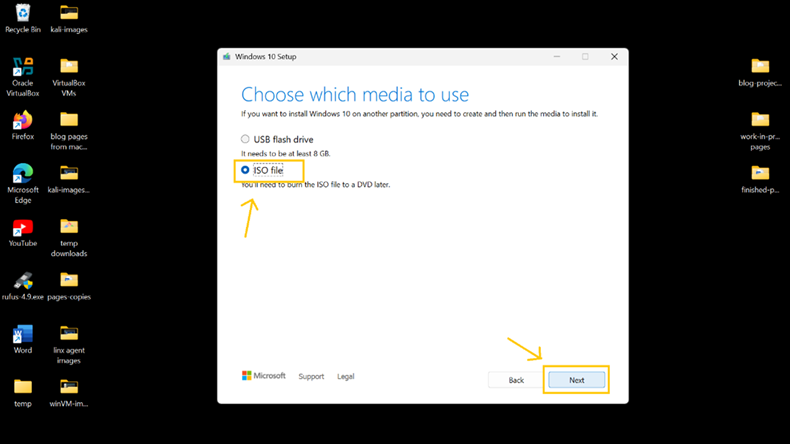 Recycle Bin
kali-images
Oracle
VirtualBox
VirtualBox
VMs
Firefox
blog pages
from mac...
Microsoft
Edge
kali-images...
YouTube
temp
downloads
rufus-4.9.exe
pages-copies
Word
linx agent
images
temp
winVM-im...
Windows 10 Setup
Choose which media to use
If you want to install Windows 10 on another partition, you need to create and then run the media to install it.
USB flash drive
It needs to be at least 8 GB.
ISO file
You'll need to burn the ISO file to a DVD later.
Microsoft
Support
Legal
Back
Next
blog-projec...
work-in-pr...
pages
finished-p...